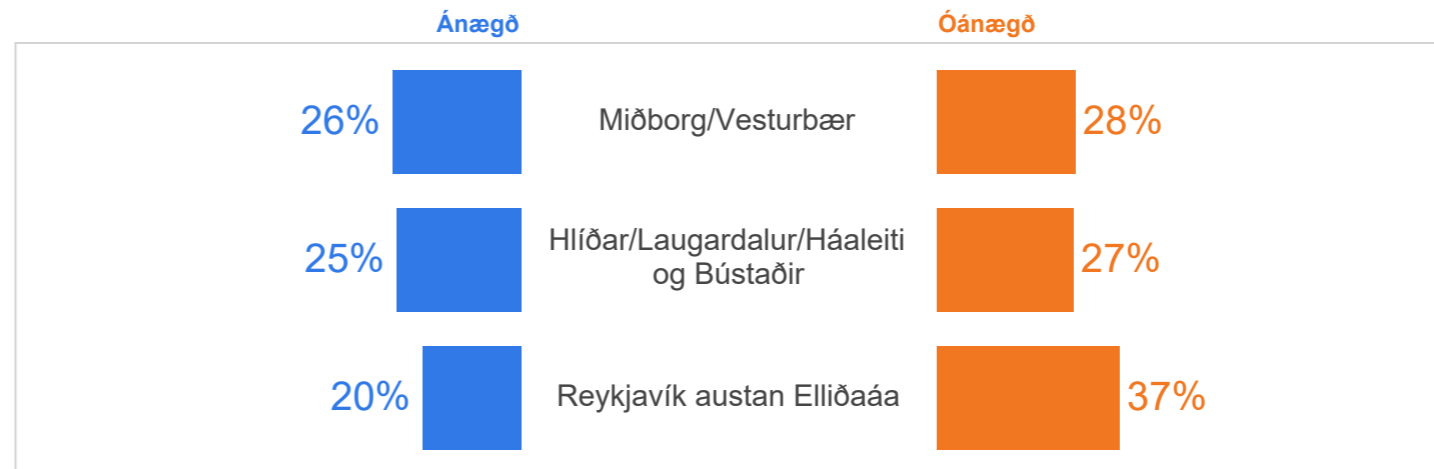 Ánægð Óánægð
26% Miðborg/Vesturbær 28%
25% Hlíðar/Laugardalur/Háaleiti 27%
og Bústaðir
20% Reykjavík austan Elliðaáa 37%